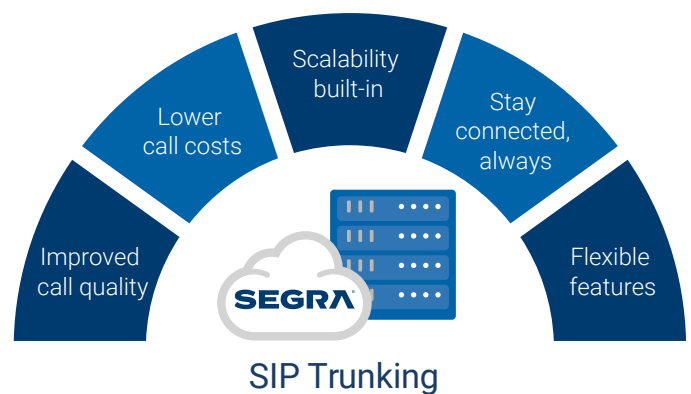 Scalability
built-in
Lower
call costs
Stay
connected,
always
Improved
call quality
Flexible
features
SEGRA
SIP Trunking